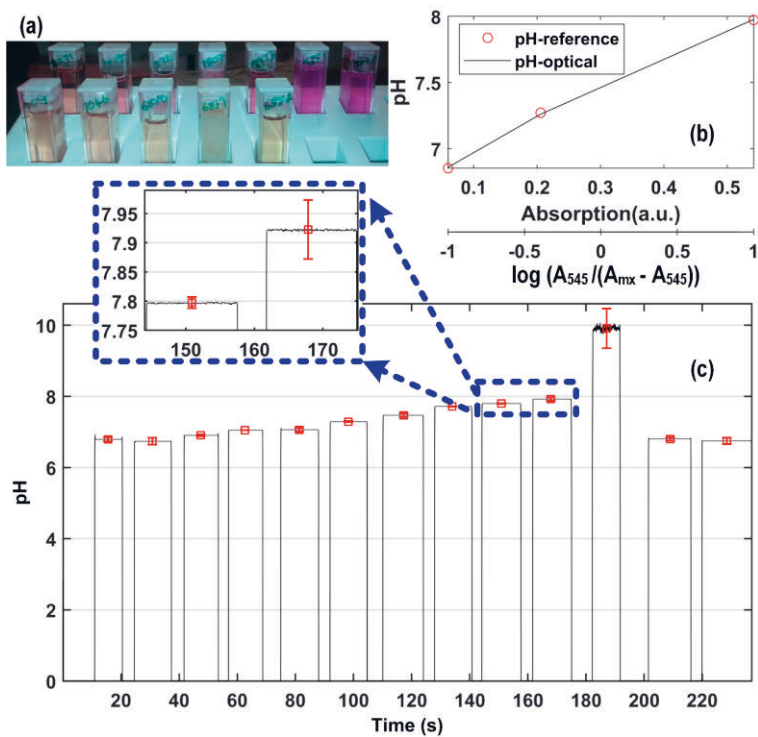 (a)
pH-reference
pH-optical
(b)
8
7.5
7
pH
0.1 0.2 0.3 0.4 0.5
Absorption(a.u.)
-1 -0.5 0 0.5 1
log (A545/(Amx - A545))
7.95
7.9
7.85
7.8
7.75
150 160 170
(c)
10
8
6
4
2
0
pH
20 40 60 80 100 120 140 160 180 200 220
Time (s)